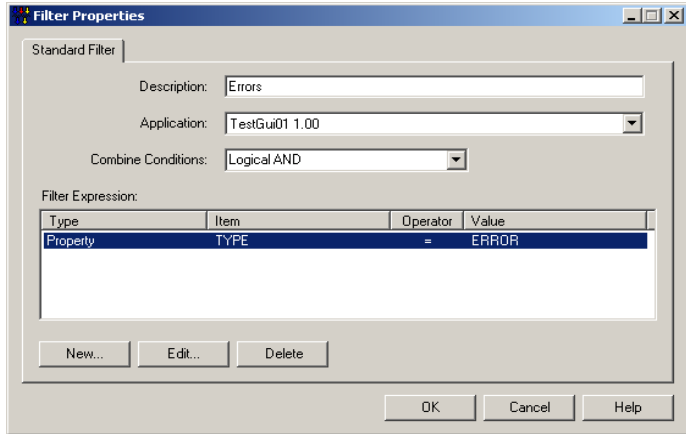 Filter Properties
Standard Filter
Description: Errors
Application: TestGui01 1.00
Combine Conditions: Logical AND
Filter Expression:
Type Item Operator Value
Property TYPE = ERROR
New... Edit... Delete
OK Cancel Help